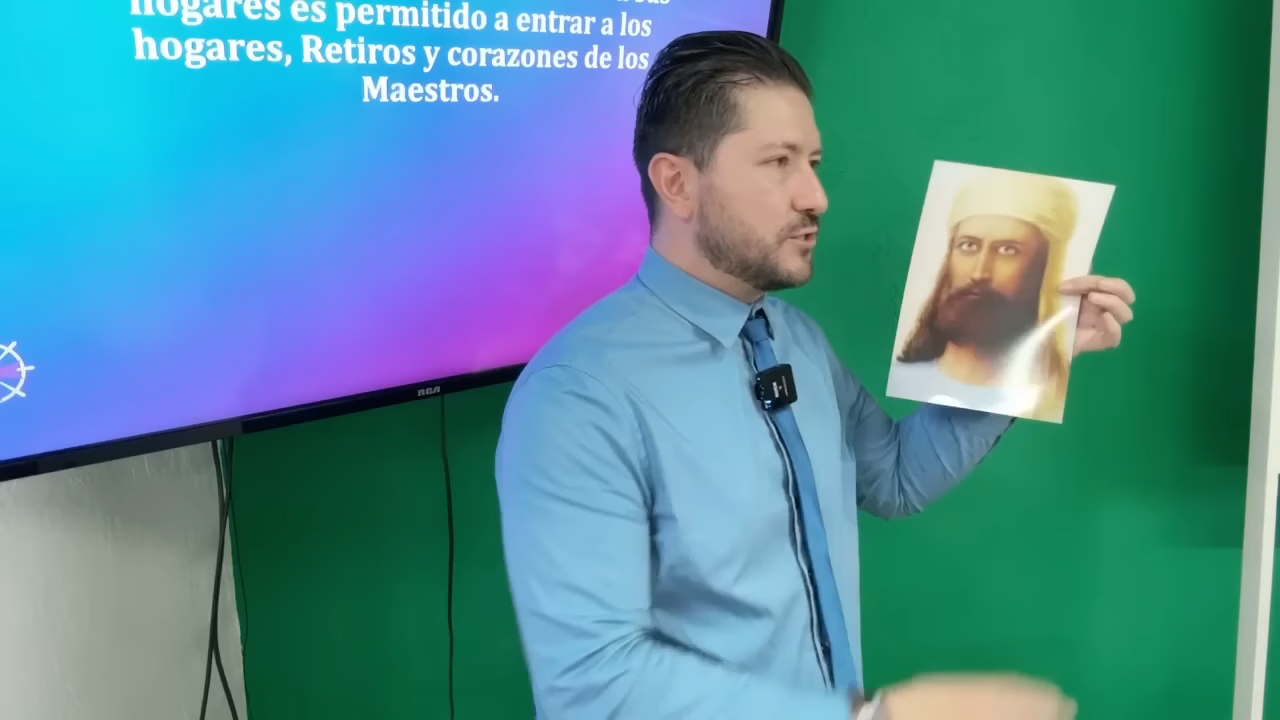 hogares es permitido a entrar a los
hogares, Retiros y corazones de los
Maestros.
RCA